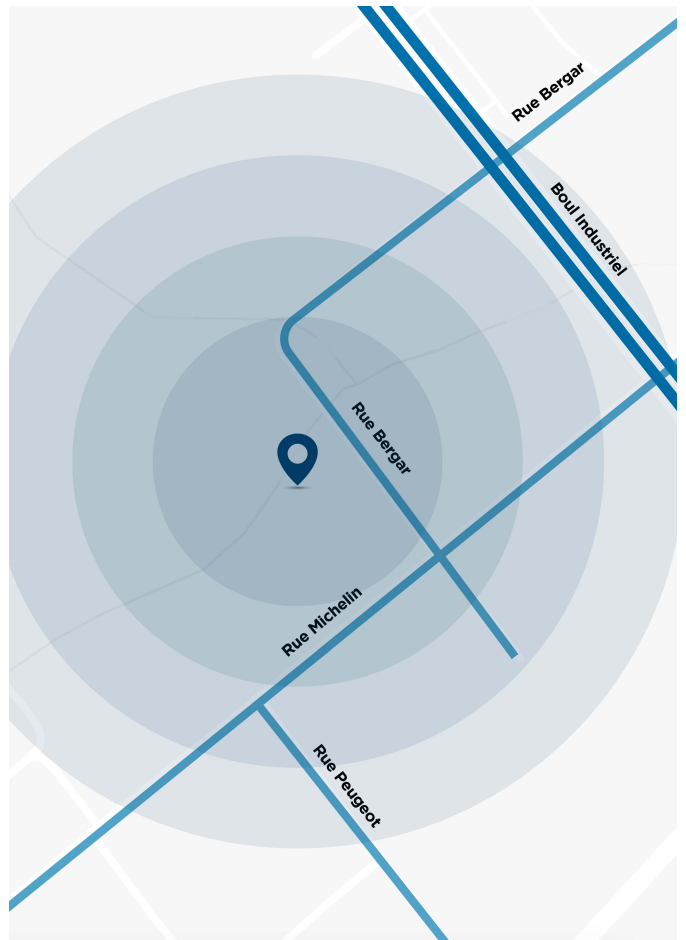 Rue Bergar
Boul Industriel
Rue Bergar
Rue Michelin
Rue Peugeot